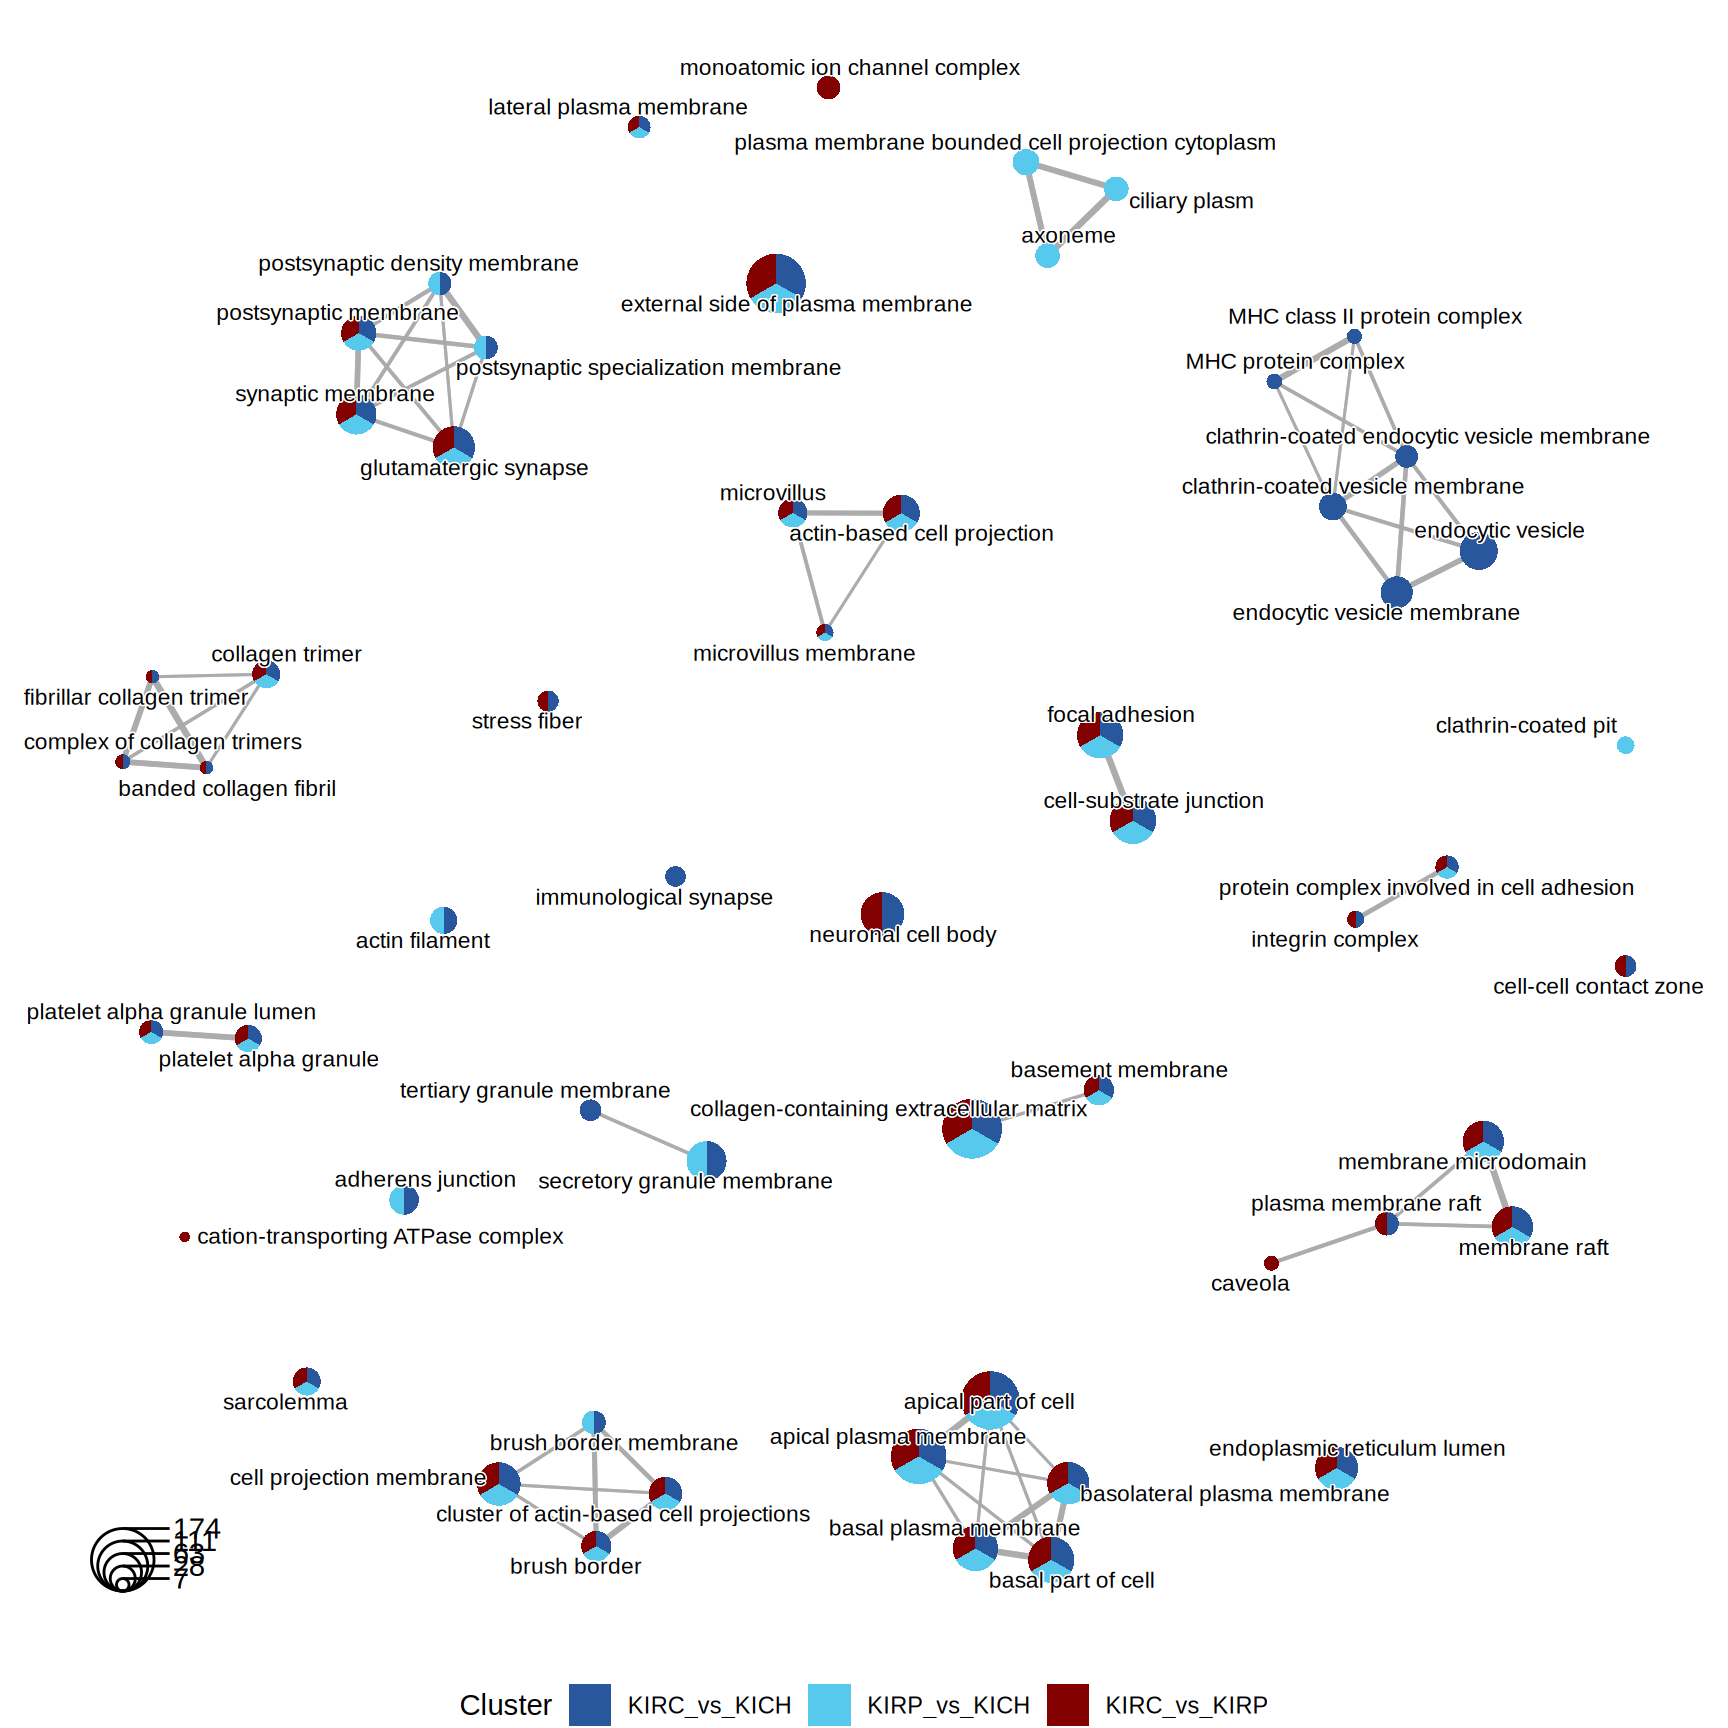 monoatomic ion channel complex
lateral plasma membrane
plasma membrane bounded cell projection cytoplasm
ciliary plasm
axoneme
postsynaptic density membrane
external side of plasma membrane
postsynaptic membrane
MHC class II protein complex
MHC protein complex
postsynaptic specialization membrane
synaptic membrane
clathrin-coated endocytic vesicle membrane
glutamatergic synapse
clathrin-coated vesicle membrane
microvillus
actin-based cell projection
endocytic vesicle
endocytic vesicle membrane
microvillus membrane
collagen trimer
fibrillar collagen trimer
stress fiber
focal adhesion
clathrin-coated pit
complex of collagen trimers
banded collagen fibril
cell-substrate junction
immunological synapse
protein complex involved in cell adhesion
actin filament
neuronal cell body
integrin complex
cell-cell contact zone
platelet alpha granule lumen
platelet alpha granule
basement membrane
tertiary granule membrane
collagen-containing extracellular matrix
membrane microdomain
adherens junction
secretory granule membrane
plasma membrane raft
cation-transporting ATPase complex
membrane raft
caveola
sarcolemma
apical part of cell
apical plasma membrane
brush border membrane
endoplasmic reticulum lumen
cell projection membrane
basolateral plasma membrane
cluster of actin-based cell projections
basal plasma membrane
brush border
basal part of cell
174
111
63
28
7
Cluster KIRC_vs_KICH KIRP_vs_KICH KIRC_vs_KIRP